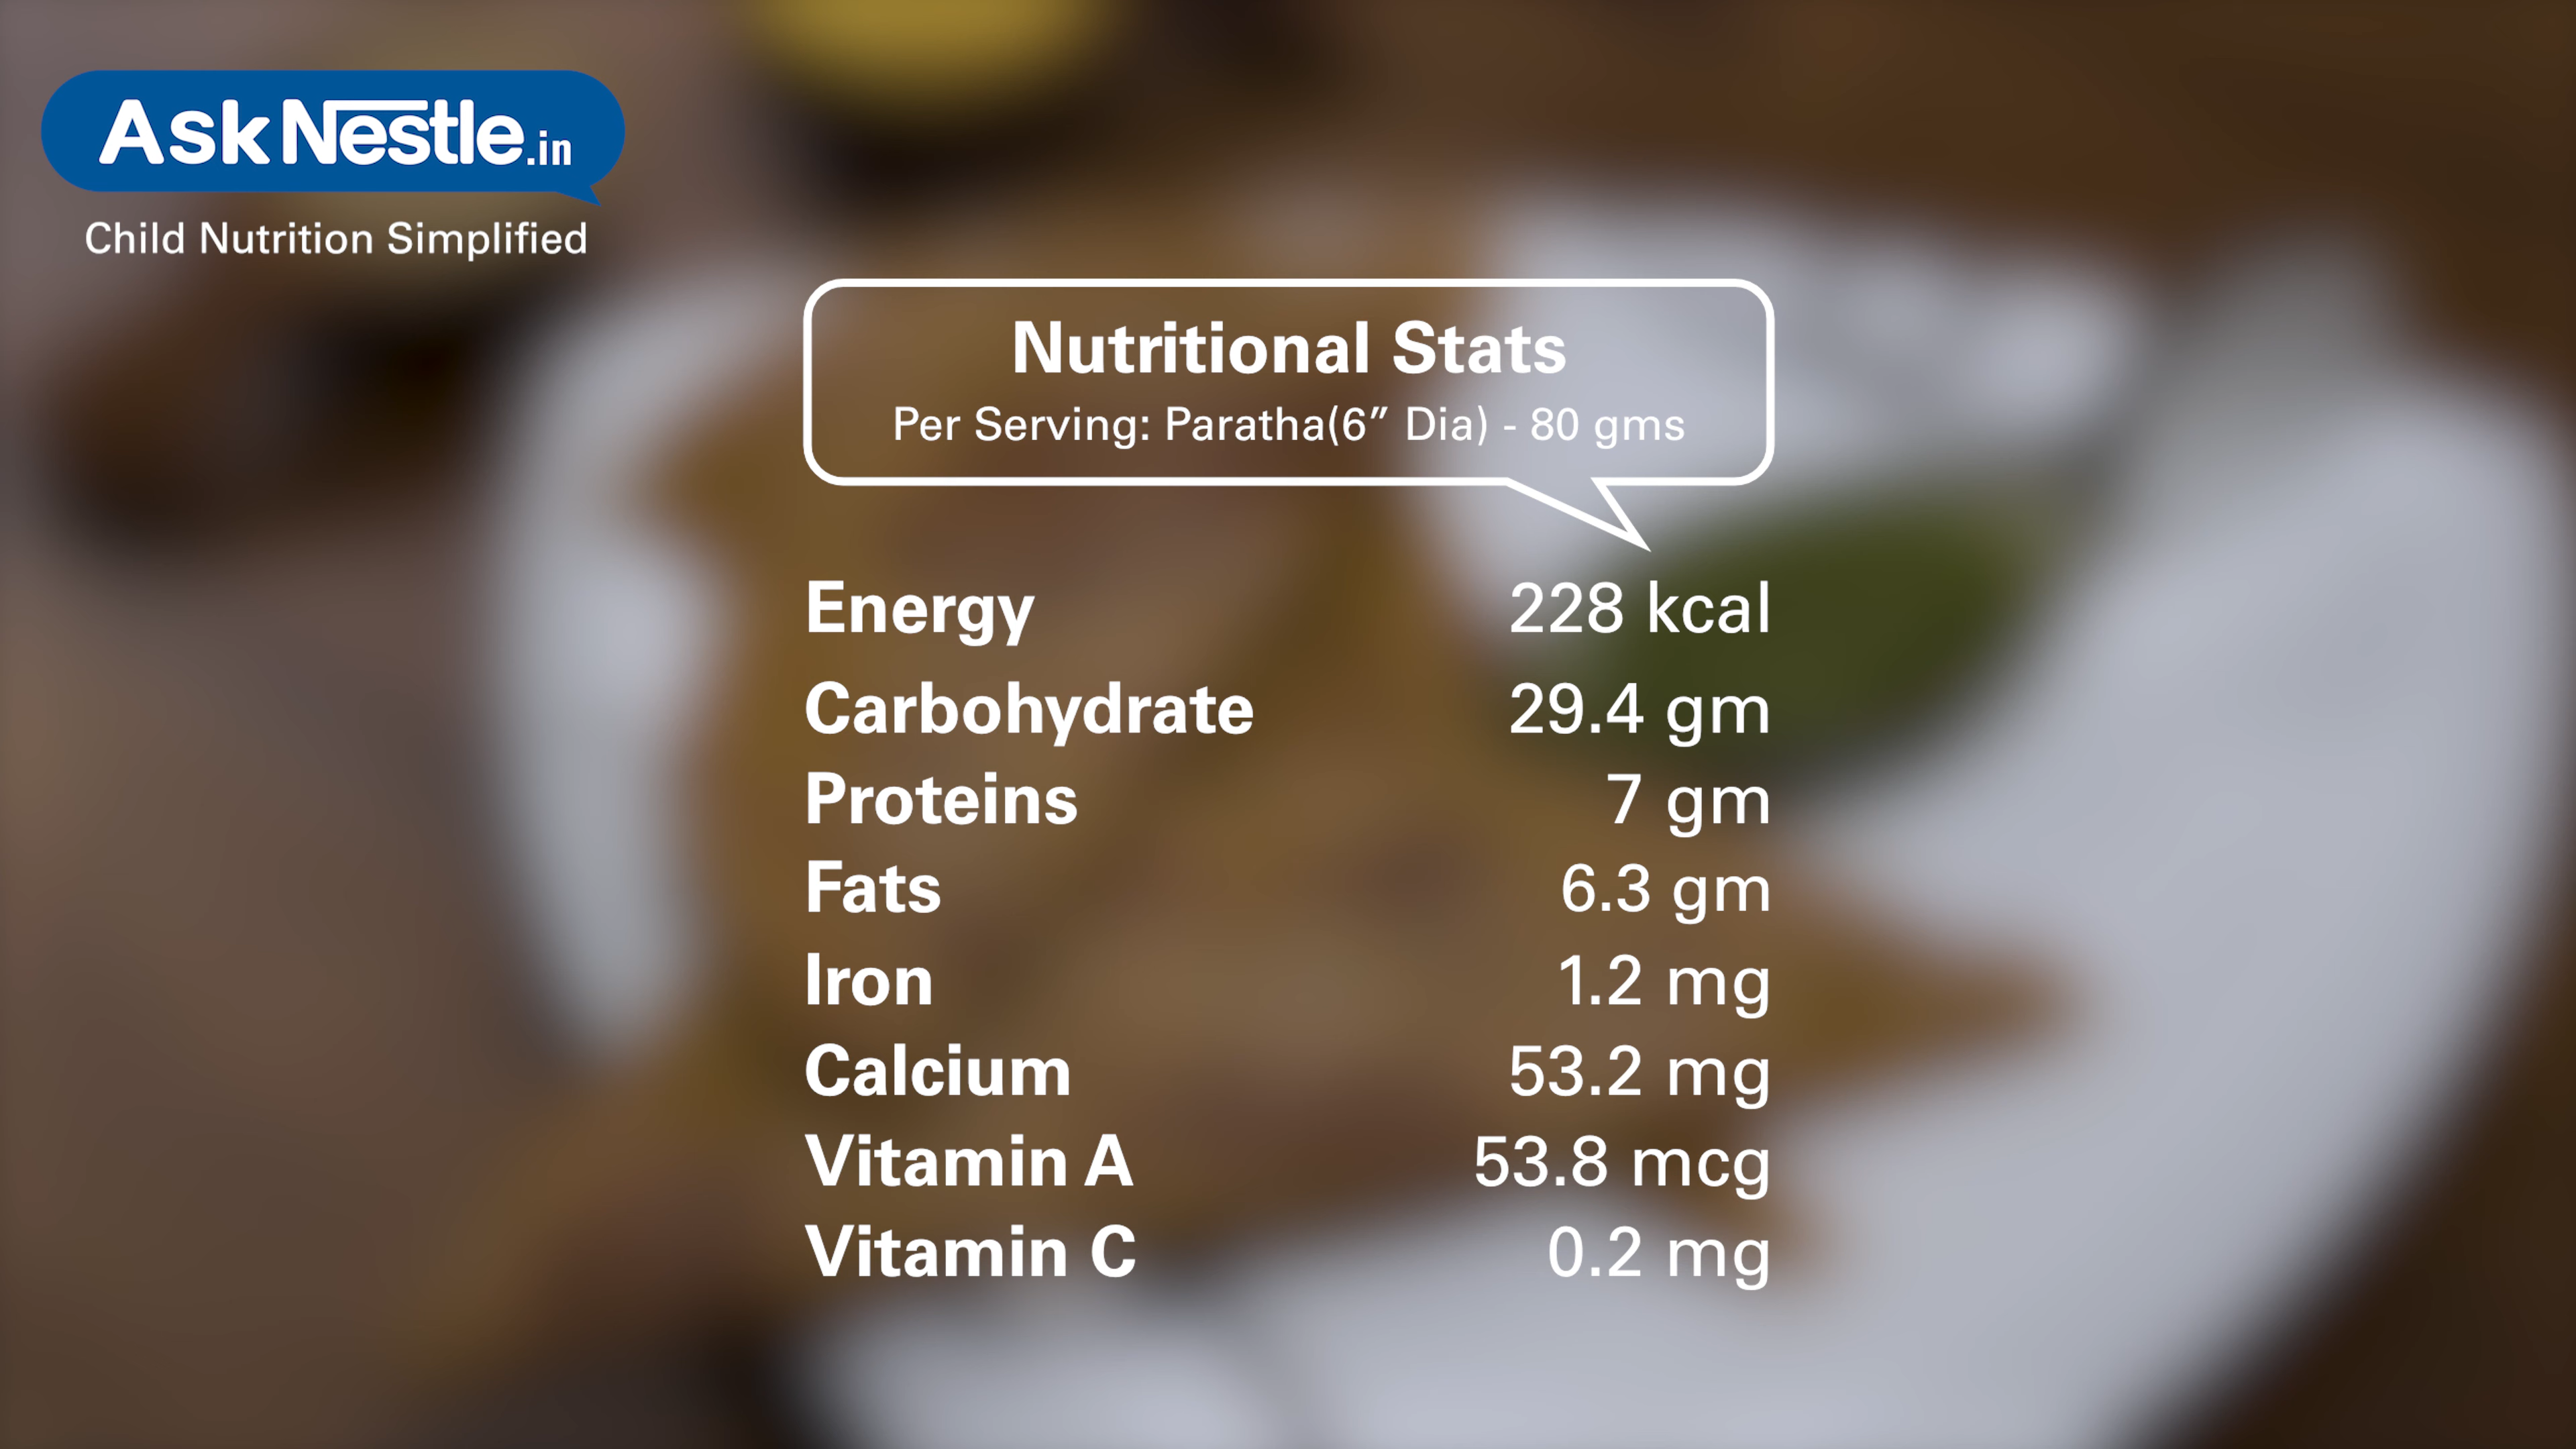 AskNestle.in
Child Nutrition Simplified
Nutritional Stats
Per Serving: Paratha(6” Dia) - 80 gms
Energy 228 kcal
Carbohydrate 29.4 gm
Proteins 7 gm
Fats 6.3 gm
Iron 1.2 mg
Calcium 53.2 mg
Vitamin A 53.8 mcg
Vitamin C 0.2 mg